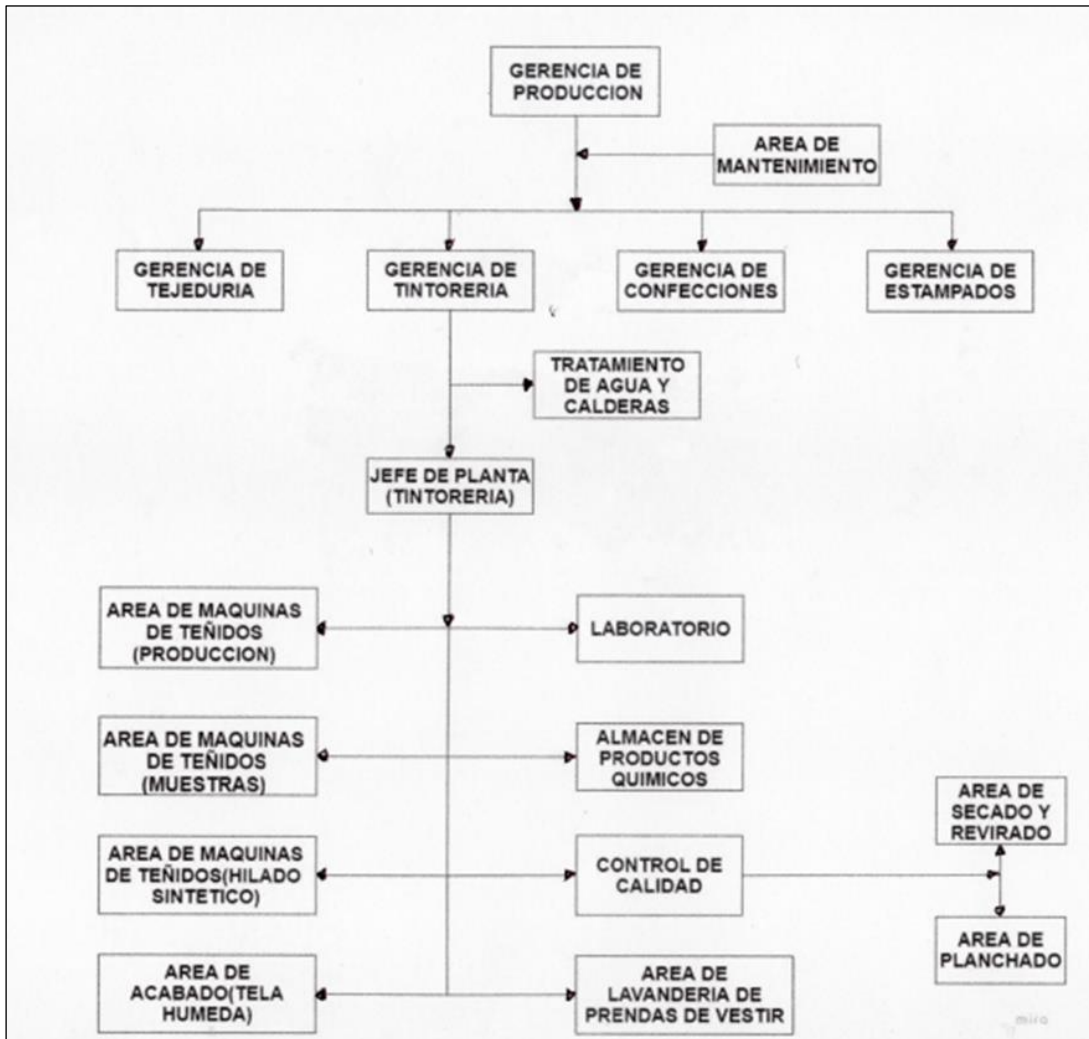 GERENCIA DE
PRODUCCION
AREA DE
MANTENIMIENTO
GERENCIA DE
TEJEDURIA
GERENCIA DE
TINTORERIA
GERENCIA DE
CONFECCIONES
GERENCIA DE
ESTAMPADOS
TRATAMIENTO
DE AGUA Y
CALDERAS
JEFE DE PLANTA
(TINTORERIA)
AREA DE MAQUINAS
DE TEÑIDOS
(PRODUCCION)
LABORATORIO
AREA DE MAQUINAS
DE TEÑIDOS
(MUESTRAS)
ALMACEN DE
PRODUCTOS
QUIMICOS
AREA DE
SECADO Y
REVIRADO
AREA DE MAQUINAS
DE TEÑIDOS(HILADO
SINTETICO)
CONTROL DE
CALIDAD
AREA DE
PLANCHADO
AREA DE
ACABADO(TELA
HUMEDA)
AREA DE
LAVANDERIA DE
PRENDAS DE VESTIR
miro